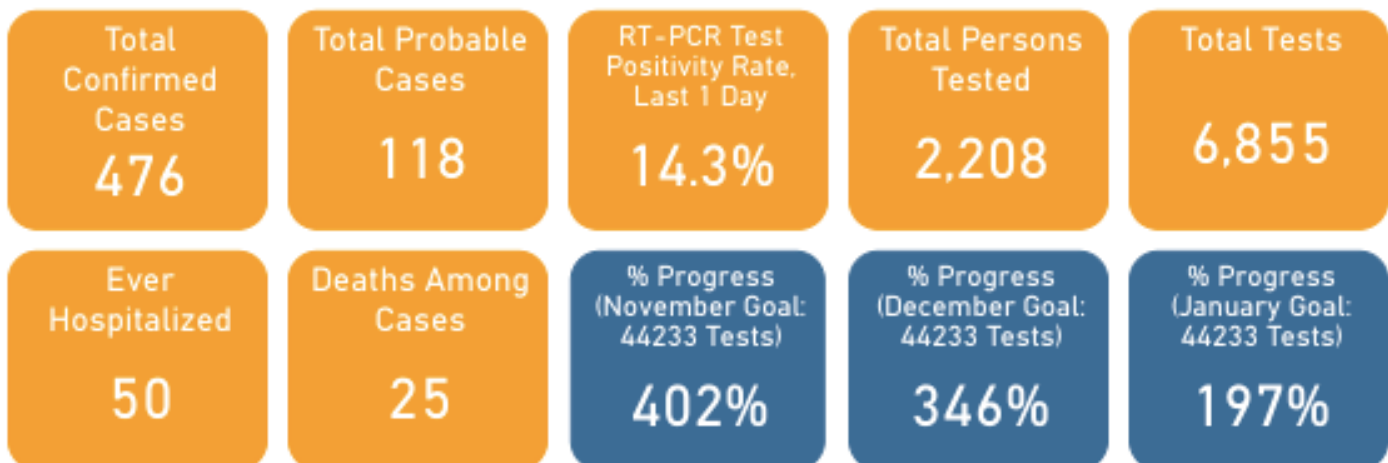 Total
Confirmed
Cases
476
Total Probable
Cases
118
RT-PCR Test
Positivity Rate,
Last 1 Day
14.3%
Total Persons
Tested
2,208
Total Tests
6,855
Ever
Hospitalized
50
Deaths Among
Cases
25
% Progress
(November Goal:
44233 Tests)
402%
% Progress
(December Goal:
44233 Tests)
346%
% Progress
(January Goal:
44233 Tests)
197%